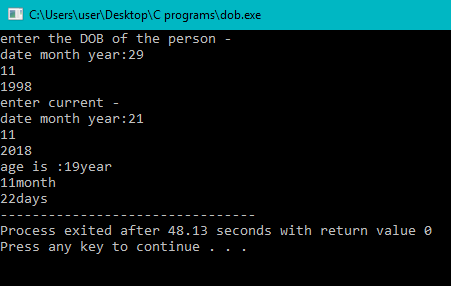 C:\Users\user\Desktop\C programs\dob.exe
enter the DOB of the person -
date month year:29
11
1998
enter current -
date month year:21
11
2018
age is :19year
11month
22days
--------------------------------
Process exited after 48.13 seconds with return value 0
Press any key to continue . . .